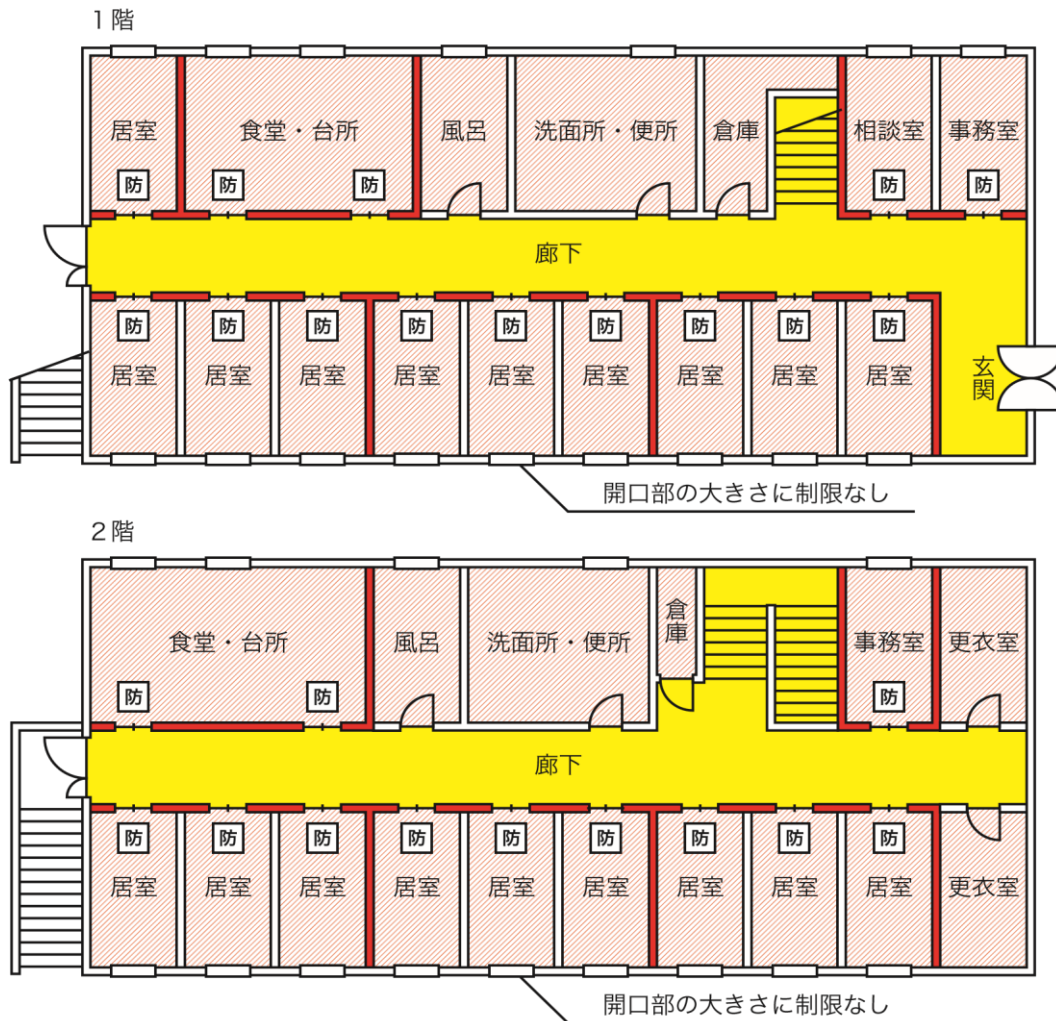 1階
居室
食堂・台所
風呂
洗面所・便所
倉庫
相談室
事務室
防
防
防
防
防
廊下
防
防
防
防
防
防
防
防
防
居室
居室
居室
居室
居室
居室
居室
居室
居室
玄関
開口部の大きさに制限なし
2階
食堂・台所
風呂
洗面所・便所
倉庫
事務室
更衣室
防
防
防
廊下
防
防
防
防
防
防
防
防
防
居室
居室
居室
居室
居室
居室
居室
居室
居室
更衣室
開口部の大きさに制限なし